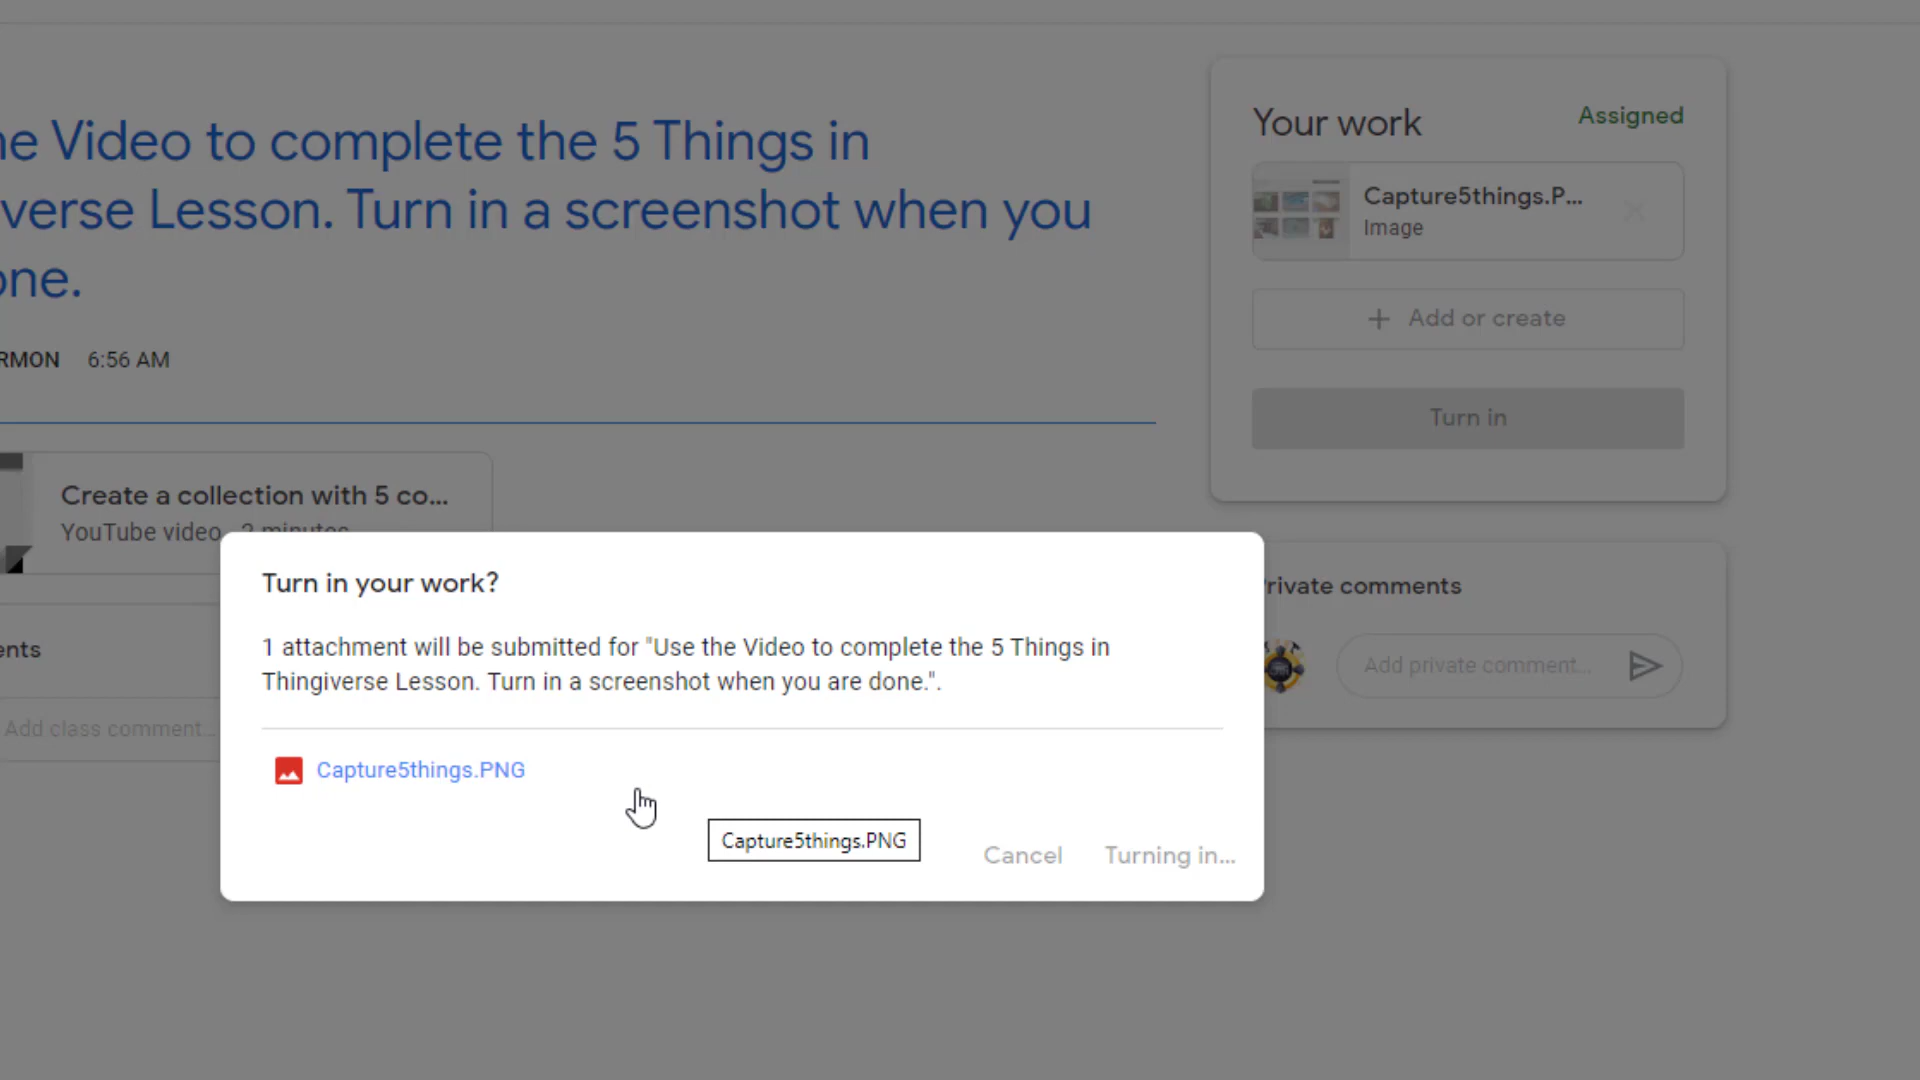 he Video to complete the 5 Things in
verse Lesson. Turn in a screenshot when you
one.
RMON 6:56 AM
Create a collection with 5 co...
YouTube video 2 minutes
ents
Add class comment...
Your work
Assigned
Capture5things.P...
Image
Add or create
Turn in
Private comments
Add private comment...
Turn in your work?
1 attachment will be submitted for "Use the Video to complete the 5 Things in
Thingiverse Lesson. Turn in a screenshot when you are done.".
Capture5things.PNG
Capture5things.PNG
Cancel
Turning in...